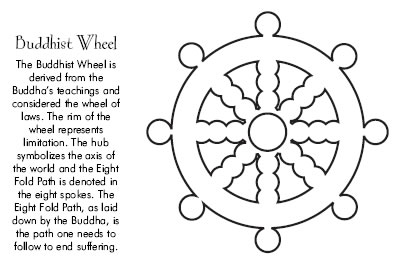 Buddhist Wheel
The Buddhist Wheel is
derived from the
Buddha's teachings and
considered the wheel of
laws. The rim of the
wheel represents
limitation. The hub
symbolizes the axis of
the world and the Eight
Fold Path is denoted in
the eight spokes. The
Eight Fold Path, as laid
down by the Buddha, is
the path one needs to
follow to end suffering.